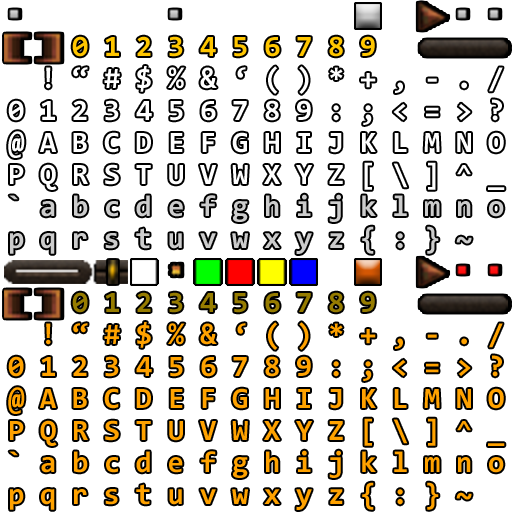 0 1 2 3 4 5 6 7 8 9
! “ # $ % & ‘ ( ) * + , - . /
0 1 2 3 4 5 6 7 8 9 : ; < = > ?
@ A B C D E F G H I J K L M N O
P Q R S T U V W X Y Z [ \ ] ^ _
` a b c d e f g h i j k l m n o
p q r s t u v w x y z { : } ~
0 1 2 3 4 5 6 7 8 9
! “ # $ % & ‘ ( ) * + , - . /
0 1 2 3 4 5 6 7 8 9 : ; < = > ?
@ A B C D E F G H I J K L M N O
P Q R S T U V W X Y Z [ \ ] ^ _
` a b c d e f g h i j k l m n o
p q r s t u v w x y z { : } ~